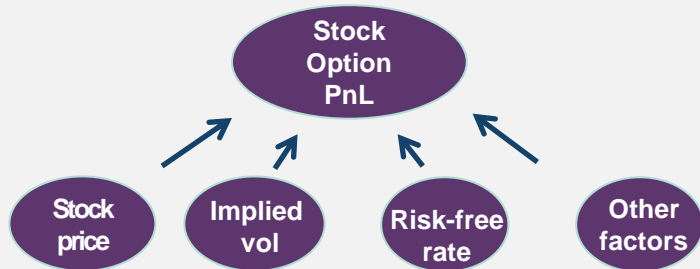 Stock
Option
PnL
Stock
price
Implied
vol
Risk-free
rate
Other
factors